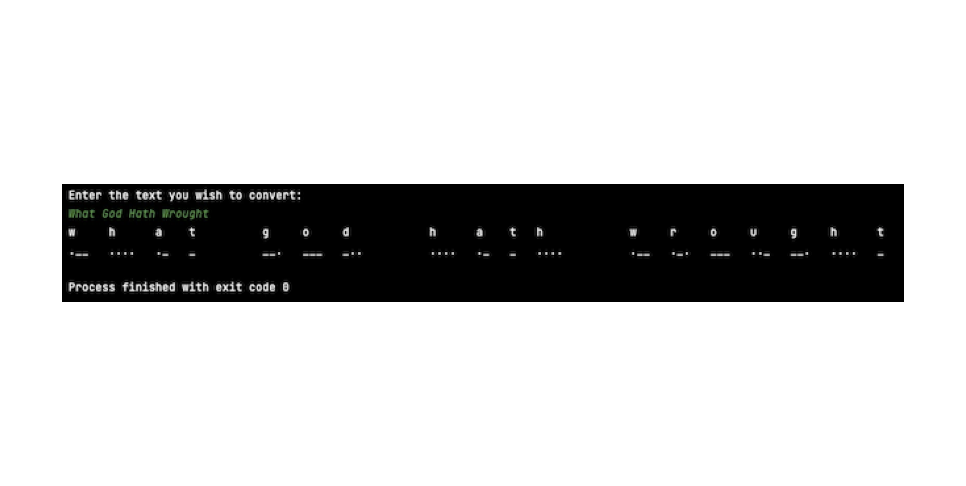 Enter the text you wish to convert:
What God Hath Wrought
w h a t g o d h a t h w r o u g h t
·−− ···· ·− − −−· −−− −·· ···· ·− − ···· ·−− ·−· −−− ··− −−· ···· −
Process finished with exit code 0